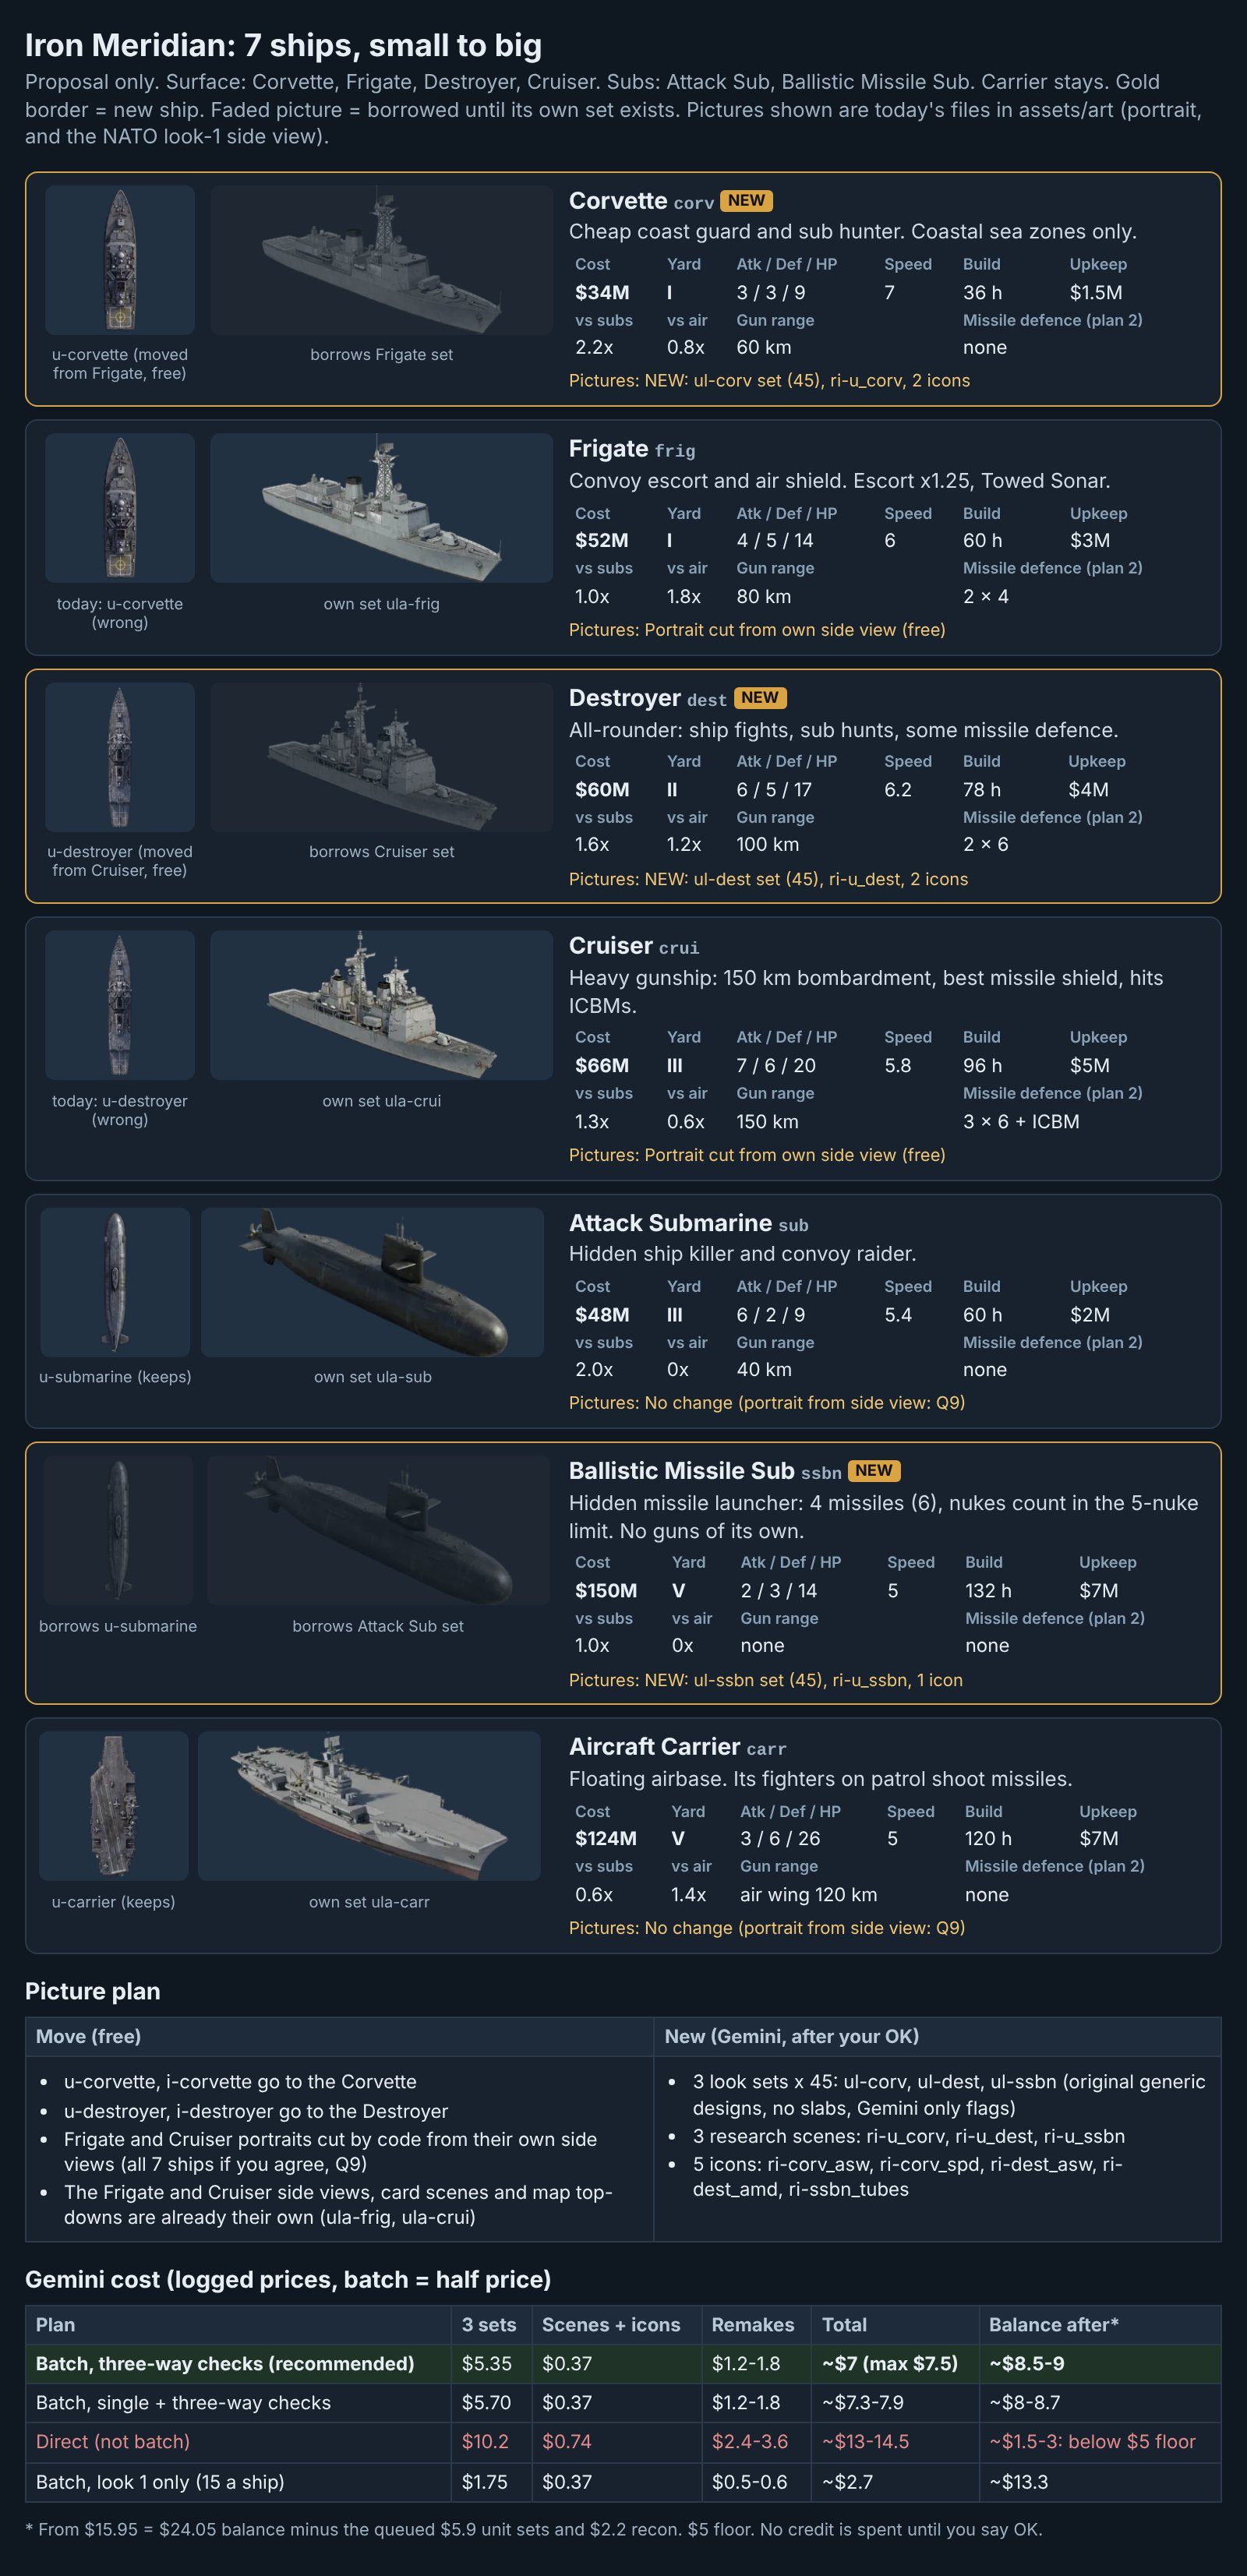 Iron Meridian: 7 ships, small to big
Proposal only. Surface: Corvette, Frigate, Destroyer, Cruiser. Subs: Attack Sub, Ballistic Missile Sub. Carrier stays. Gold
border = new ship. Faded picture = borrowed until its own set exists. Pictures shown are today's files in assets/art (portrait,
and the NATO look-1 side view).
u-corvette (moved
from Frigate, free)
borrows Frigate set
Corvette corv NEW
Cheap coast guard and sub hunter. Coastal sea zones only.
Cost Yard Atk / Def / HP Speed Build Upkeep
$34M I 3 / 3 / 9 7 36 h $1.5M
vs subs vs air Gun range Missile defence (plan 2)
2.2x 0.8x 60 km none
Pictures: NEW: ul-corv set (45), ri-u_corv, 2 icons
today: u-corvette
(wrong)
own set ula-frig
Frigate frig
Convoy escort and air shield. Escort x1.25, Towed Sonar.
Cost Yard Atk / Def / HP Speed Build Upkeep
$52M I 4 / 5 / 14 6 60 h $3M
vs subs vs air Gun range Missile defence (plan 2)
1.0x 1.8x 80 km 2 × 4
Pictures: Portrait cut from own side view (free)
u-destroyer (moved
from Cruiser, free)
borrows Cruiser set
Destroyer dest NEW
All-rounder: ship fights, sub hunts, some missile defence.
Cost Yard Atk / Def / HP Speed Build Upkeep
$60M II 6 / 5 / 17 6.2 78 h $4M
vs subs vs air Gun range Missile defence (plan 2)
1.6x 1.2x 100 km 2 × 6
Pictures: NEW: ul-dest set (45), ri-u_dest, 2 icons
today: u-destroyer
(wrong)
own set ula-crui
Cruiser crui
Heavy gunship: 150 km bombardment, best missile shield, hits
ICBMs.
Cost Yard Atk / Def / HP Speed Build Upkeep
$66M III 7 / 6 / 20 5.8 96 h $5M
vs subs vs air Gun range Missile defence (plan 2)
1.3x 0.6x 150 km 3 × 6 + ICBM
Pictures: Portrait cut from own side view (free)
u-submarine (keeps)
own set ula-sub
Attack Submarine sub
Hidden ship killer and convoy raider.
Cost Yard Atk / Def / HP Speed Build Upkeep
$48M III 6 / 2 / 9 5.4 60 h $2M
vs subs vs air Gun range Missile defence (plan 2)
2.0x 0x 40 km none
Pictures: No change (portrait from side view: Q9)
borrows u-submarine
borrows Attack Sub set
Ballistic Missile Sub ssbn NEW
Hidden missile launcher: 4 missiles (6), nukes count in the 5-nuke
limit. No guns of its own.
Cost Yard Atk / Def / HP Speed Build Upkeep
$150M V 2 / 3 / 14 5 132 h $7M
vs subs vs air Gun range Missile defence (plan 2)
1.0x 0x none none
Pictures: NEW: ul-ssbn set (45), ri-u_ssbn, 1 icon
u-carrier (keeps)
own set ula-carr
Aircraft Carrier carr
Floating airbase. Its fighters on patrol shoot missiles.
Cost Yard Atk / Def / HP Speed Build Upkeep
$124M V 3 / 6 / 26 5 120 h $7M
vs subs vs air Gun range Missile defence (plan 2)
0.6x 1.4x air wing 120 km none
Pictures: No change (portrait from side view: Q9)
Picture plan
Move (free)
• u-corvette, i-corvette go to the Corvette
• u-destroyer, i-destroyer go to the Destroyer
• Frigate and Cruiser portraits cut by code from their own side
views (all 7 ships if you agree, Q9)
• The Frigate and Cruiser side views, card scenes and map top-
downs are already their own (ula-frig, ula-crui)
New (Gemini, after your OK)
• 3 look sets x 45: ul-corv, ul-dest, ul-ssbn (original generic
designs, no slabs, Gemini only flags)
• 3 research scenes: ri-u_corv, ri-u_dest, ri-u_ssbn
• 5 icons: ri-corv_asw, ri-corv_spd, ri-dest_asw, ri-
dest_amd, ri-ssbn_tubes
Gemini cost (logged prices, batch = half price)
Plan 3 sets Scenes + icons Remakes Total Balance after*
Batch, three-way checks (recommended) $5.35 $0.37 $1.2-1.8 ~$7 (max $7.5) ~$8.5-9
Batch, single + three-way checks $5.70 $0.37 $1.2-1.8 ~$7.3-7.9 ~$8-8.7
Direct (not batch) $10.2 $0.74 $2.4-3.6 ~$13-14.5 ~$1.5-3: below $5 floor
Batch, look 1 only (15 a ship) $1.75 $0.37 $0.5-0.6 ~$2.7 ~$13.3
* From $15.95 = $24.05 balance minus the queued $5.9 unit sets and $2.2 recon. $5 floor. No credit is spent until you say OK.